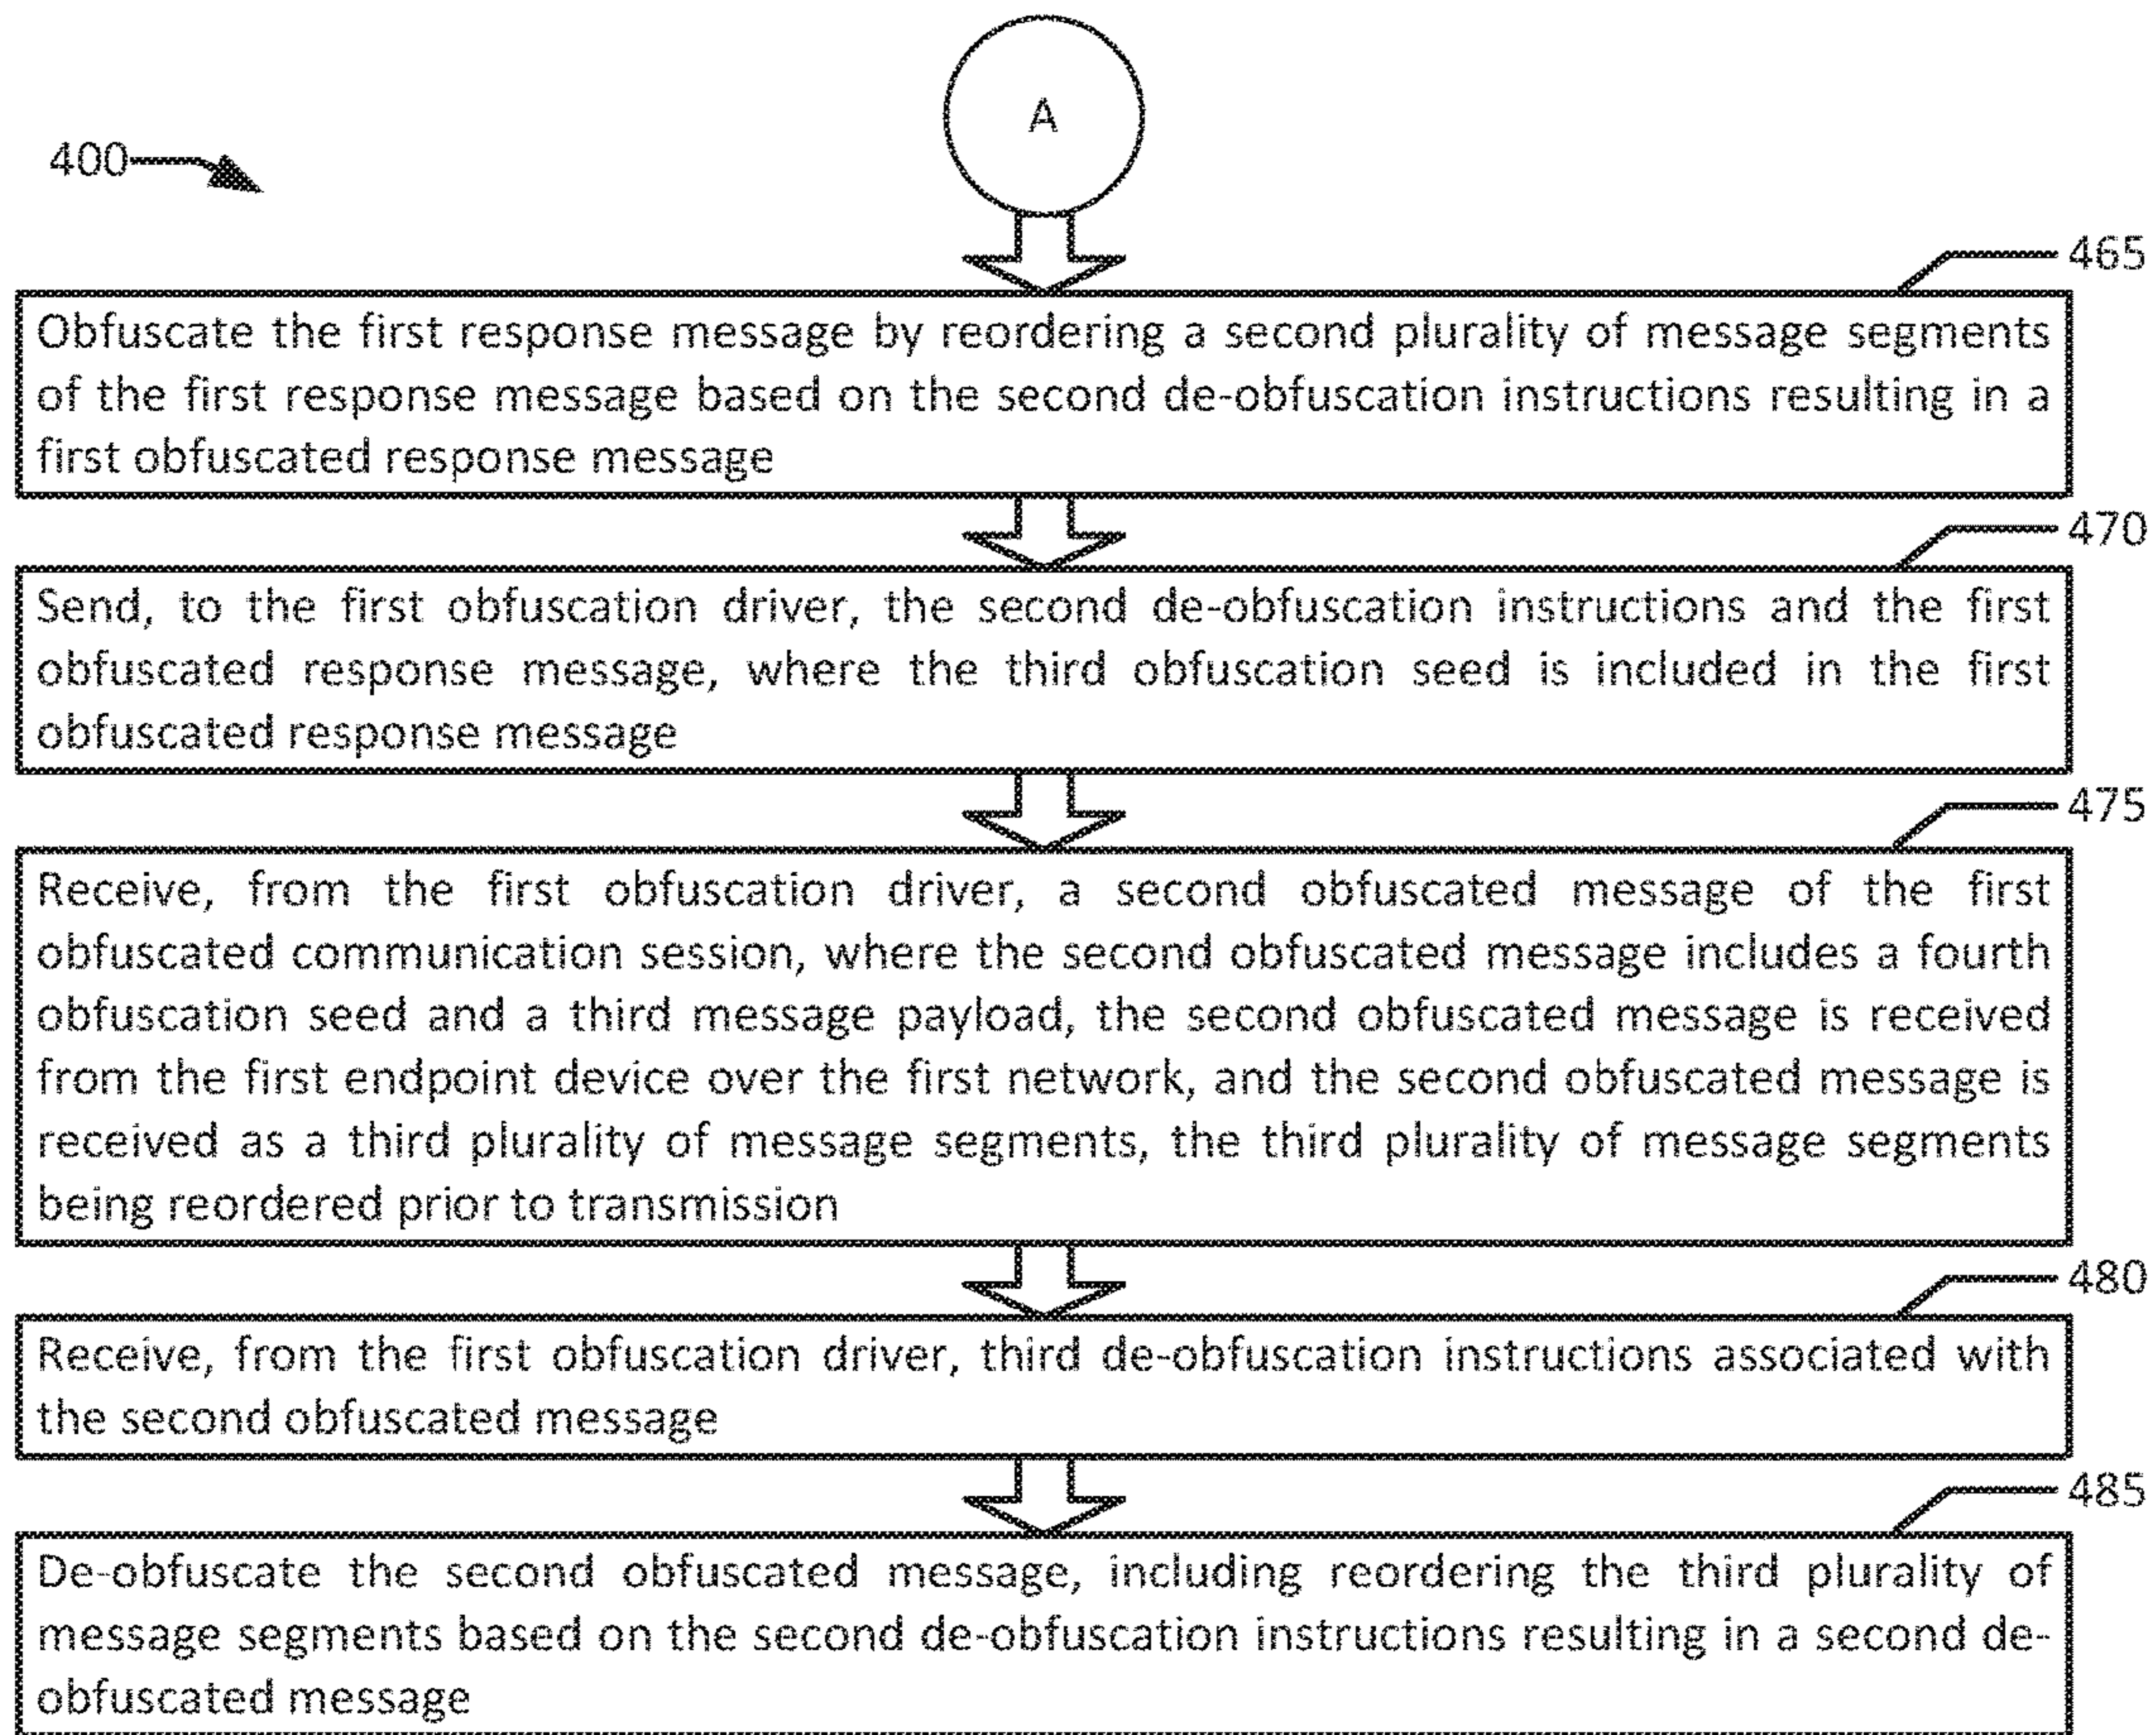 A
400
465
Obfuscate the first response message by reordering a second plurality of message segments
of the first response message based on the second de-obfuscation instructions resulting in a
first obfuscated response message
470
Send, to the first obfuscation driver, the second de-obfuscation instructions and the first
obfuscated response message, where the third obfuscation seed is included in the first
obfuscated response message
475
Receive, from the first obfuscation driver, a second obfuscated message of the first
obfuscated communication session, where the second obfuscated message includes a fourth
obfuscation seed and a third message payload, the second obfuscated message is received
from the first endpoint device over the first network, and the second obfuscated message is
received as a third plurality of message segments, the third plurality of message segments
being reordered prior to transmission
480
Receive, from the first obfuscation driver, third de-obfuscation instructions associated with
the second obfuscated message
485
De-obfuscate the second obfuscated message, including reordering the third plurality of
message segments based on the second de-obfuscation instructions resulting in a second de-
obfuscated message